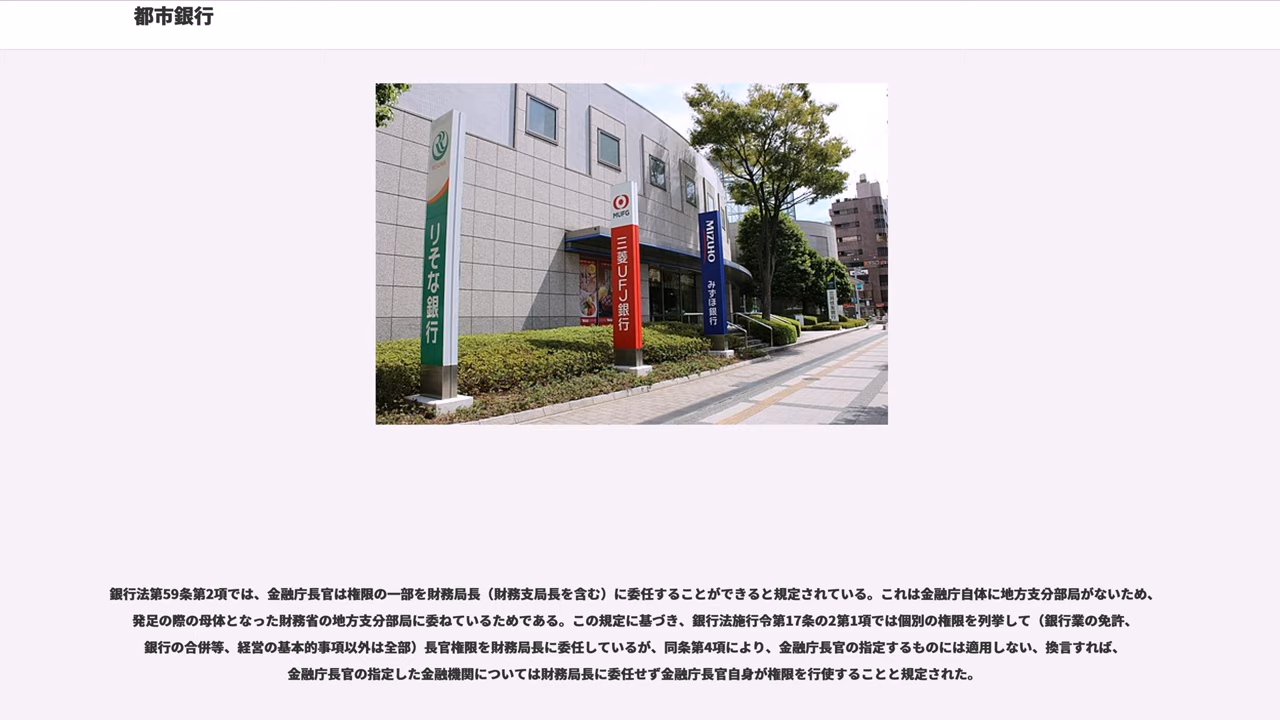 都市銀行
りそな銀行
MUFG
三菱UFJ銀行
MIZUHO
みずほ銀行
銀行法第59条第2項では、金融庁長官は権限の一部を財務局長（財務支局長を含む）に委任することができると規定されている。これは金融庁自体に地方支分部局がないため、
発足の際の母体となった財務省の地方支分部局に委ねているためである。この規定に基づき、銀行法施行令第17条の2第1項では個別の権限を列挙して（銀行業の免許、
銀行の合併等、経営の基本的事項以外は全部）長官権限を財務局長に委任しているが、同条第4項により、金融庁長官の指定するものには適用しない、換言すれば、
金融庁長官の指定した金融機関については財務局長に委任せず金融庁長官自身が権限を行使することと規定された。